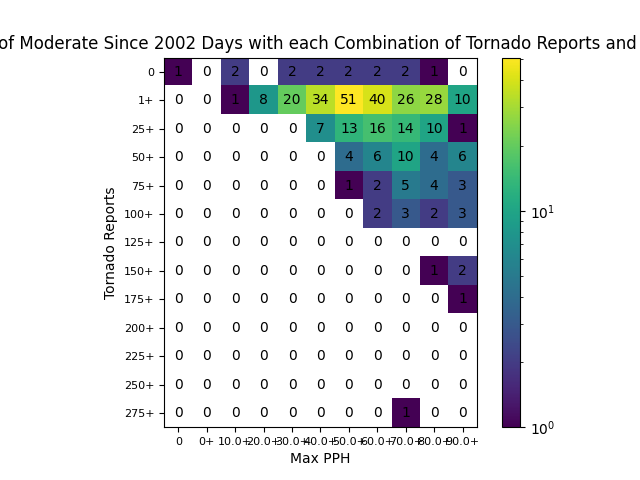 of Moderate Since 2002 Days with each Combination of Tornado Reports and
0 1 0 2 0 2 2 2 2 2 1 0
1+ 0 0 1 8 20 34 51 40 26 28 10
25+ 0 0 0 0 0 7 13 16 14 10 1
50+ 0 0 0 0 0 0 4 6 10 4 6
75+ 0 0 0 0 0 0 1 2 5 4 3
100+ 0 0 0 0 0 0 0 2 3 2 3
125+ 0 0 0 0 0 0 0 0 0 0 0
150+ 0 0 0 0 0 0 0 0 0 1 2
175+ 0 0 0 0 0 0 0 0 0 0 1
200+ 0 0 0 0 0 0 0 0 0 0 0
225+ 0 0 0 0 0 0 0 0 0 0 0
250+ 0 0 0 0 0 0 0 0 0 0 0
275+ 0 0 0 0 0 0 0 0 1 0 0
0 0+ 10.0+ 20.0+ 30.0+ 40.0+ 50.0+ 60.0+ 70.0+ 80.0+ 90.0+
Max PPH
Tornado Reports
10¹
10⁰